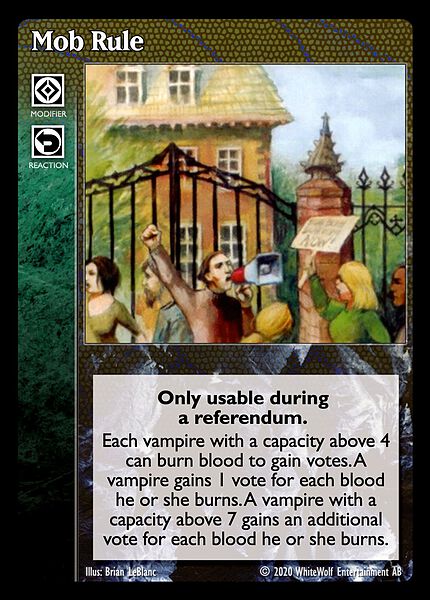 Mob Rule
MODIFIER
REACTION
NOW!
Only usable during
a referendum.
Each vampire with a capacity above 4
can burn blood to gain votes. A
vampire gains 1 vote for each blood
he or she burns. A vampire with a
capacity above 7 gains an additional
vote for each blood he or she burns.
Illus: Brian LeBlanc
© 2020 WhiteWolf Entertainment AB